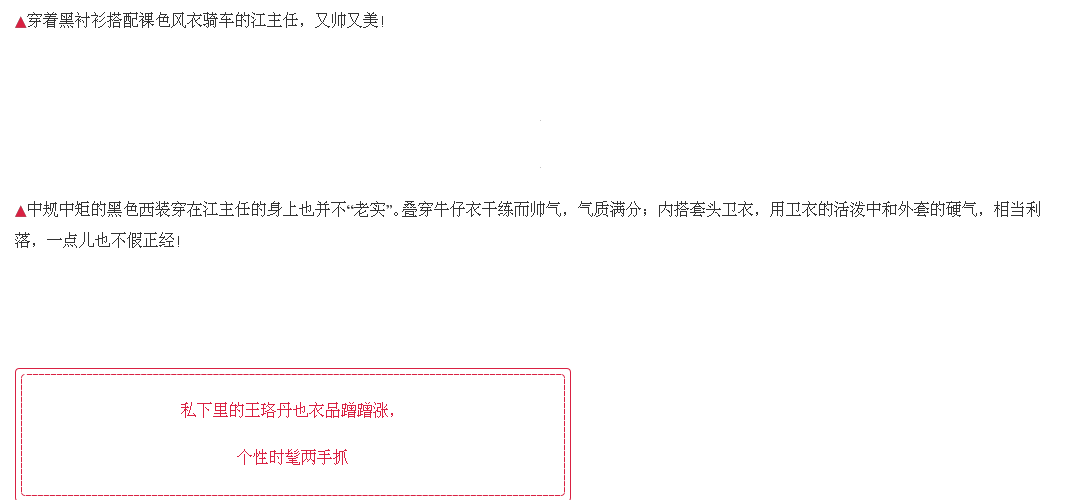 ▲穿着黑衬衫搭配裸色风衣骑车的江主任，又帅又美!
▲中规中矩的黑色西装穿在江主任的身上也并不“老实”。叠穿牛仔衣干练而帅气，气质满分；内搭套头卫衣，用卫衣的活泼中和外套的硬气，相当利
落，一点儿也不假正经!
私下里的王珞丹也衣品蹭蹭涨，
个性时髦两手抓